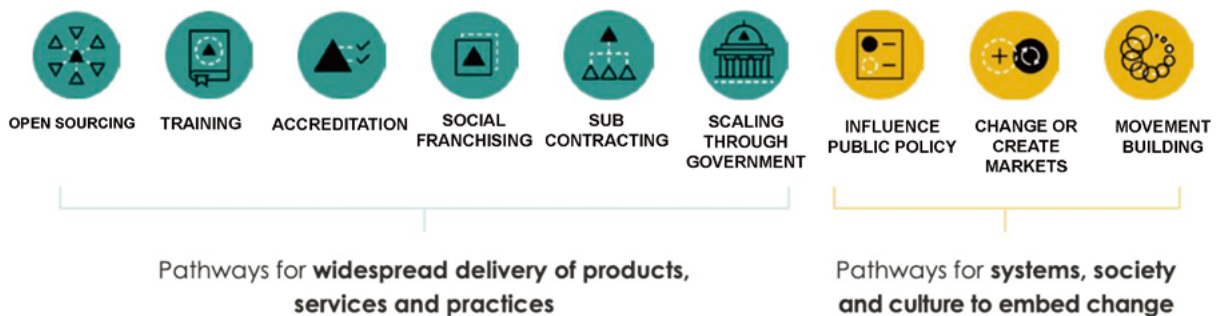 OPEN SOURCING
TRAINING
ACCREDITATION
SOCIAL
FRANCHISING
SUB
CONTRACTING
SCALING
THROUGH
GOVERNMENT
INFLUENCE
PUBLIC POLICY
CHANGE OR
CREATE
MARKETS
MOVEMENT
BUILDING
Pathways for widespread delivery of products,
services and practices
Pathways for systems, society
and culture to embed change